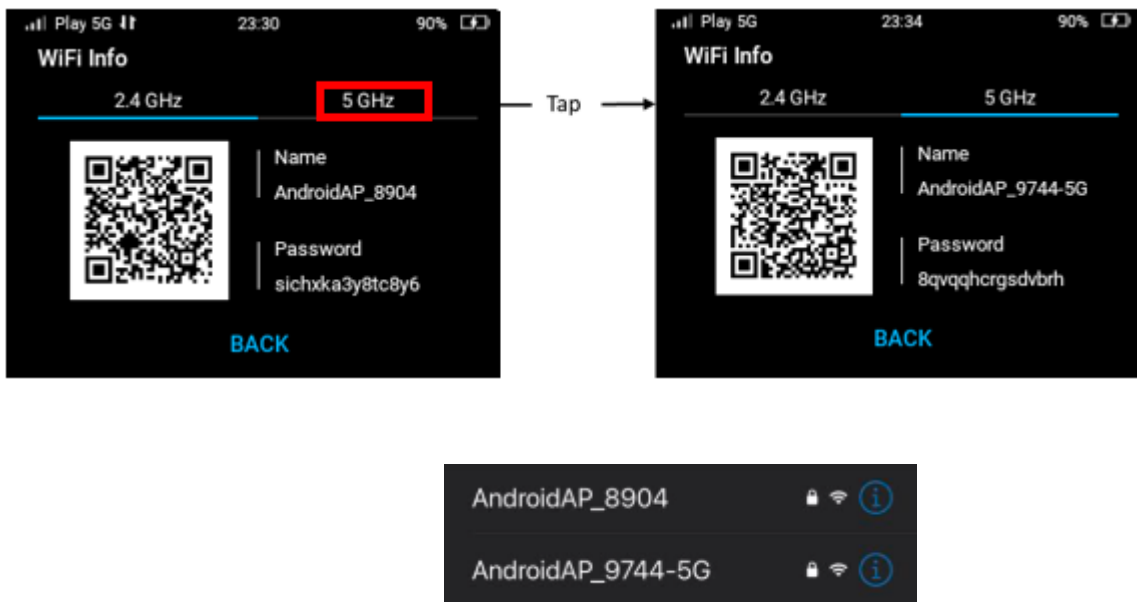 Play 5G 23:30 90%
WiFi Info
2.4 GHz 5 GHz
Name
AndroidAP_8904
Password
sichxka3y8tc8y6
BACK
Tap
Play 5G 23:34 90%
WiFi Info
2.4 GHz 5 GHz
Name
AndroidAP_9744-5G
Password
8qvqqhcrgsdvbrh
BACK
AndroidAP_8904
AndroidAP_9744-5G